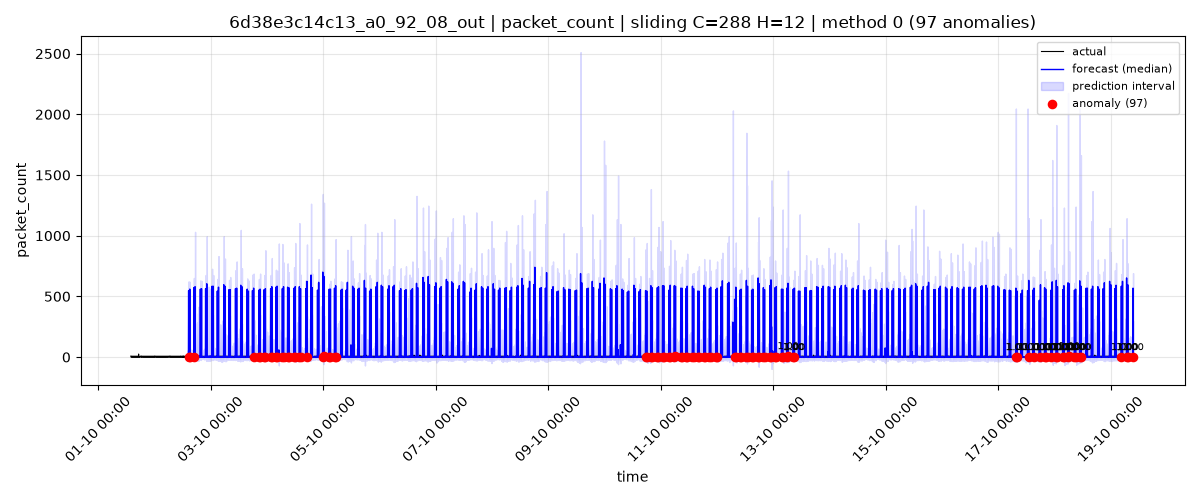 6d38e3c14c13_a0_92_08_out | packet_count | sliding C=288 H=12 | method 0 (97 anomalies)
actual
forecast (median)
prediction interval
anomaly (97)
2500
2000
1500
1000
500
0
packet_count
01-10 00:00
03-10 00:00
05-10 00:00
07-10 00:00
09-10 00:00
11-10 00:00
13-10 00:00
15-10 00:00
17-10 00:00
19-10 00:00
time